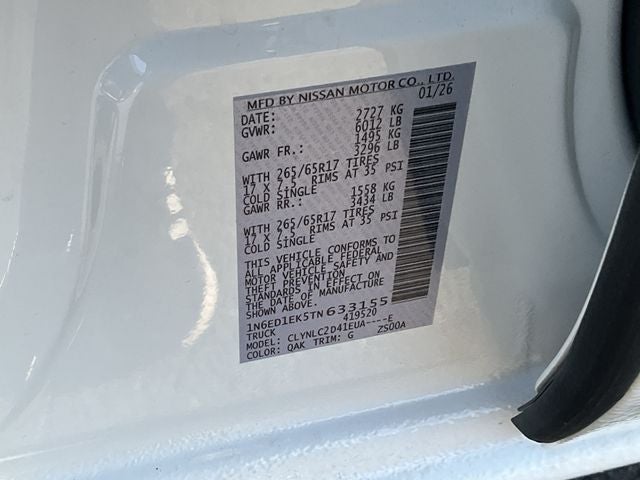 MFD BY NISSAN MOTOR CO., LTD.
DATE: 01/26
GVWR: 2727 KG
6012 LB
GAWR FR.: 1495 KG
3296 LB
WITH 265/65R17 TIRES
17 X 7.5 RIMS AT 35 PSI
COLD SINGLE
GAWR RR.: 1558 KG
3434 LB
WITH 265/65R17 TIRES
17 X 7.5 RIMS AT 35 PSI
COLD SINGLE
THIS VEHICLE CONFORMS TO
ALL APPLICABLE FEDERAL
MOTOR VEHICLE SAFETY AND
THEFT PREVENTION
STANDARDS IN EFFECT ON
THE DATE OF MANUFACTURE
SHOWN ABOVE.
1N6ED1EK5TN633155
TRUCK 419520
MODEL: CLYNLC2D41EUA----E
COLOR: QAK TRIM: G ZS00A